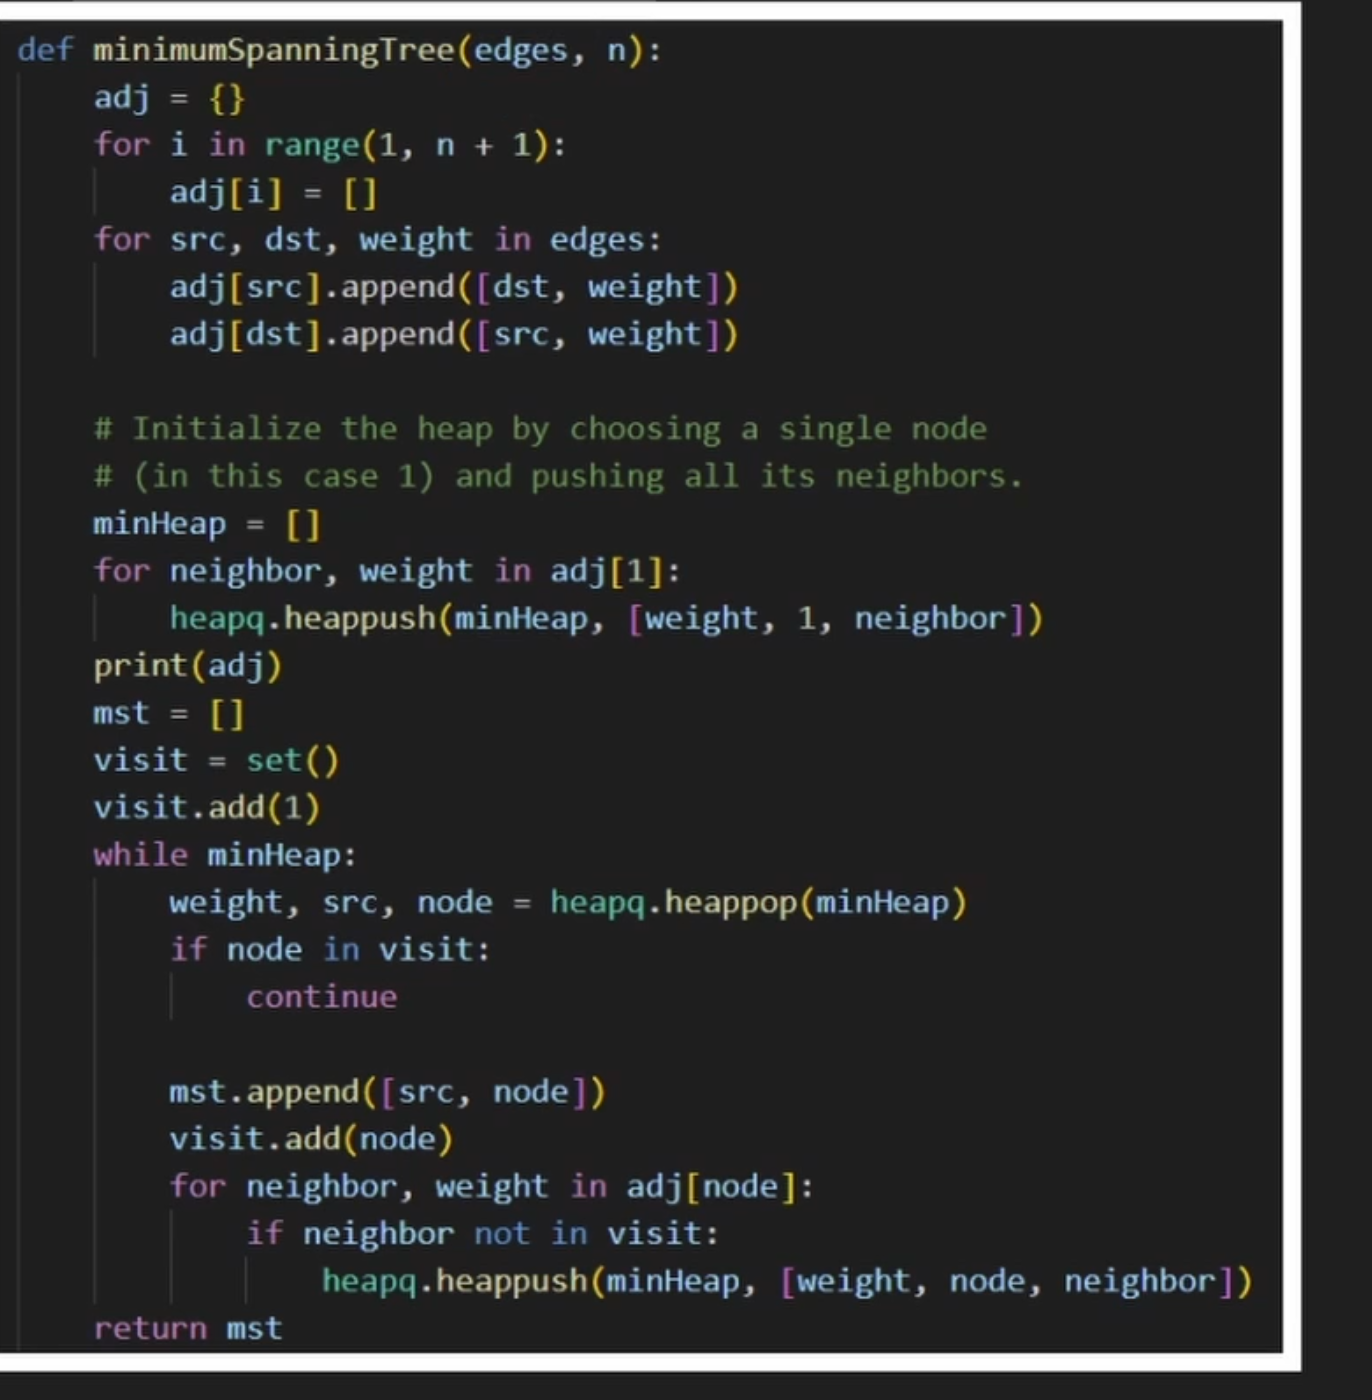 def minimumSpanningTree(edges, n):
    adj = {}
    for i in range(1, n + 1):
        adj[i] = []
    for src, dst, weight in edges:
        adj[src].append([dst, weight])
        adj[dst].append([src, weight])

    # Initialize the heap by choosing a single node
    # (in this case 1) and pushing all its neighbors.
    minHeap = []
    for neighbor, weight in adj[1]:
        heapq.heappush(minHeap, [weight, 1, neighbor])
    print(adj)
    mst = []
    visit = set()
    visit.add(1)
    while minHeap:
        weight, src, node = heapq.heappop(minHeap)
        if node in visit:
            continue

        mst.append([src, node])
        visit.add(node)
        for neighbor, weight in adj[node]:
            if neighbor not in visit:
                heapq.heappush(minHeap, [weight, node, neighbor])
    return mst